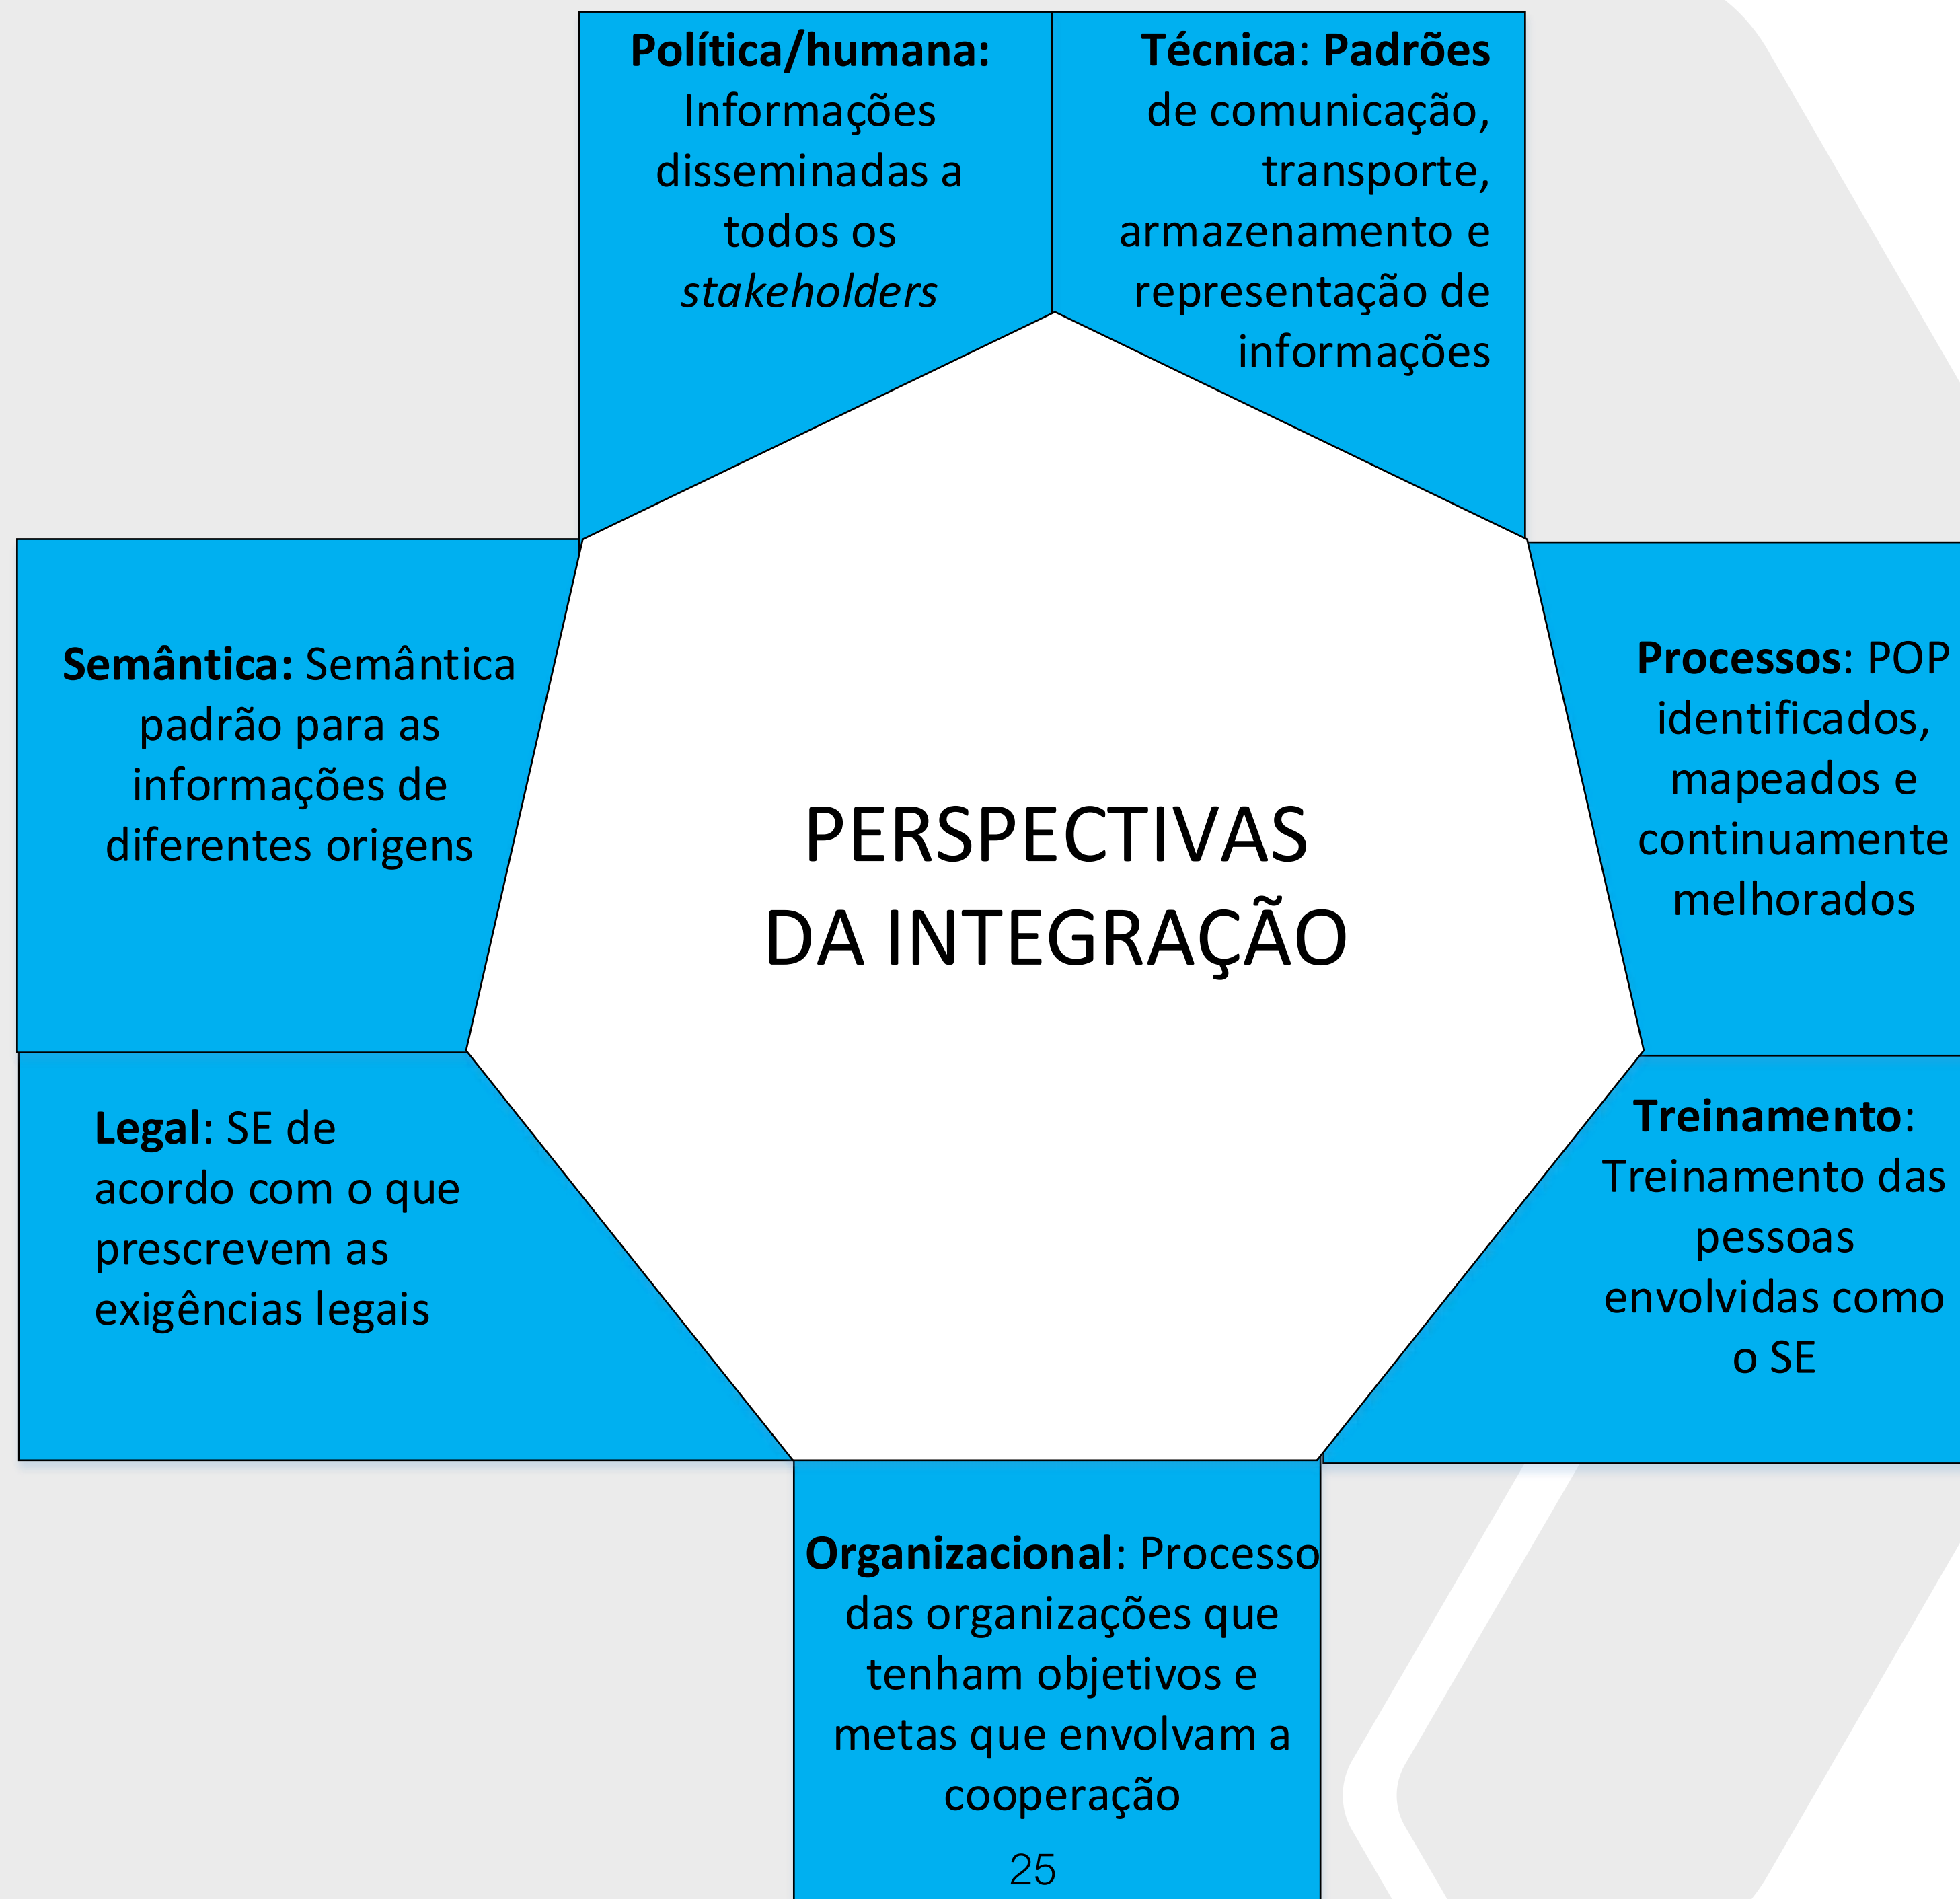 Política/humana:
Informações
disseminadas a
todos os
stakeholders
Técnica: Padrões
de comunicação,
transporte,
armazenamento e
representação de
informações
Semântica: Semântica
padrão para as
informações de
diferentes origens
PERSPECTIVAS
DA INTEGRAÇÃO
Processos: POP
identificados,
mapeados e
continuamente
melhorados
Legal: SE de
acordo com o que
prescrevem as
exigências legais
Treinamento:
Treinamento das
pessoas
envolvidas como
o SE
Organizacional: Processo
das organizações que
tenham objetivos e
metas que envolvam a
cooperação
25